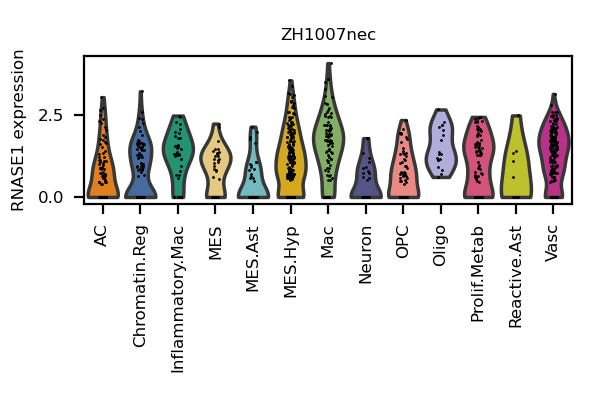 ZH1007nec
RNASE1 expression
2.5
0.0
AC
Chromatin.Reg
Inflammatory.Mac
MES
MES.Ast
MES.Hyp
Mac
Neuron
OPC
Oligo
Prolif.Metab
Reactive.Ast
Vasc